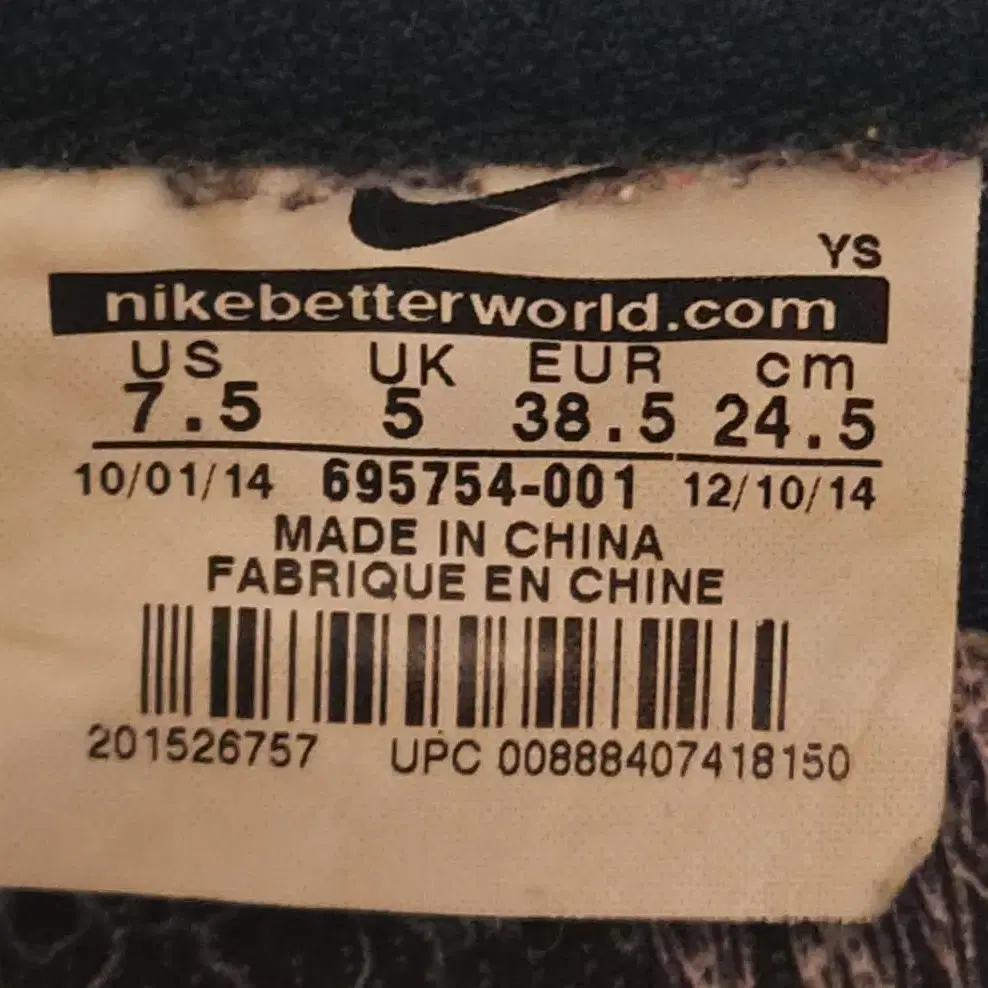 YS
nikebetterworld.com
US UK EUR cm
7.5 5 38.5 24.5
10/01/14 695754-001 12/10/14
MADE IN CHINA
FABRIQUE EN CHINE
201526757 UPC 00888407418150